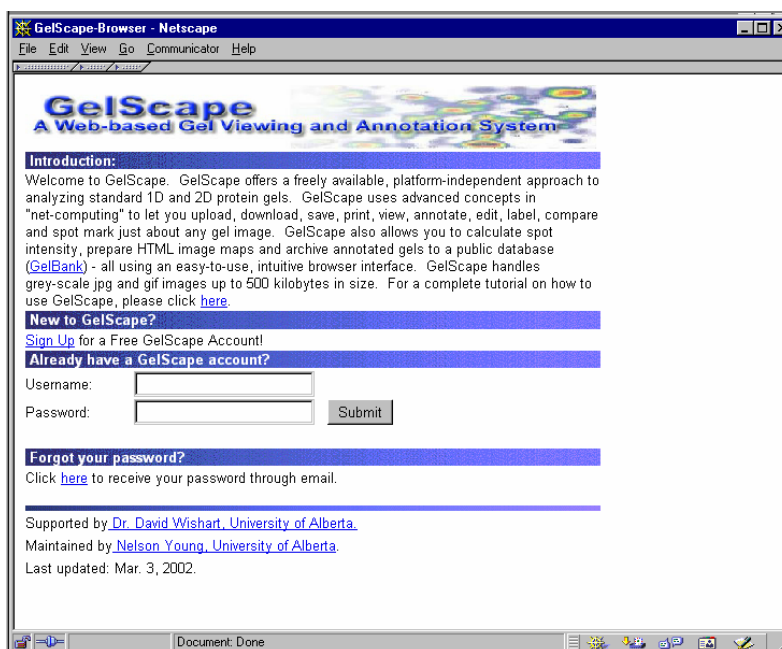 GelScape-Browser - Netscape
File Edit View Go Communicator Help
GelScape
A Web-based Gel Viewing and Annotation System
Introduction:
Welcome to GelScape. GelScape offers a freely available, platform-independent approach to
analyzing standard 1D and 2D protein gels. GelScape uses advanced concepts in
"net-computing" to let you upload, download, save, print, view, annotate, edit, label, compare
and spot mark just about any gel image. GelScape also allows you to calculate spot
intensity, prepare HTML image maps and archive annotated gels to a public database
(GelBank) - all using an easy-to-use, intuitive browser interface. GelScape handles
grey-scale jpg and gif images up to 500 kilobytes in size. For a complete tutorial on how to
use GelScape, please click here.
New to GelScape?
Sign Up for a Free GelScape Account!
Already have a GelScape account?
Username:
Password: Submit
Forgot your password?
Click here to receive your password through email.
Supported by Dr. David Wishart, University of Alberta.
Maintained by Nelson Young, University of Alberta.
Last updated: Mar. 3, 2002.
Document: Done